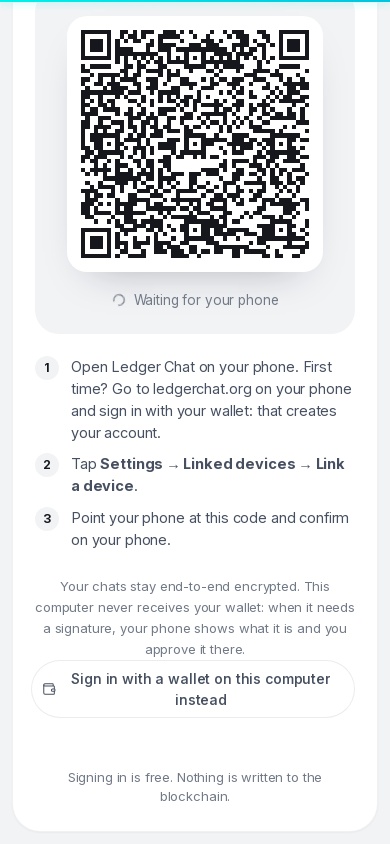 Waiting for your phone
1 Open Ledger Chat on your phone. First
time? Go to ledgerchat.org on your phone
and sign in with your wallet: that creates
your account.
2 Tap Settings → Linked devices → Link
a device.
3 Point your phone at this code and confirm
on your phone.
Your chats stay end-to-end encrypted. This
computer never receives your wallet: when it needs
a signature, your phone shows what it is and you
approve it there.
Sign in with a wallet on this computer
instead
Signing in is free. Nothing is written to the
blockchain.